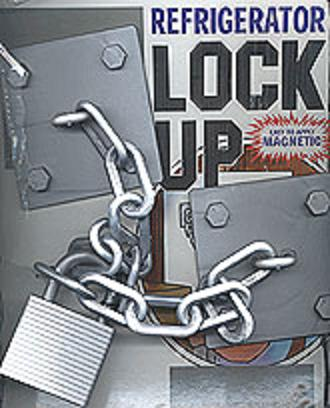 REFRIGERATOR
LOCK
UP
EASY TO APPLY
MAGNETIC